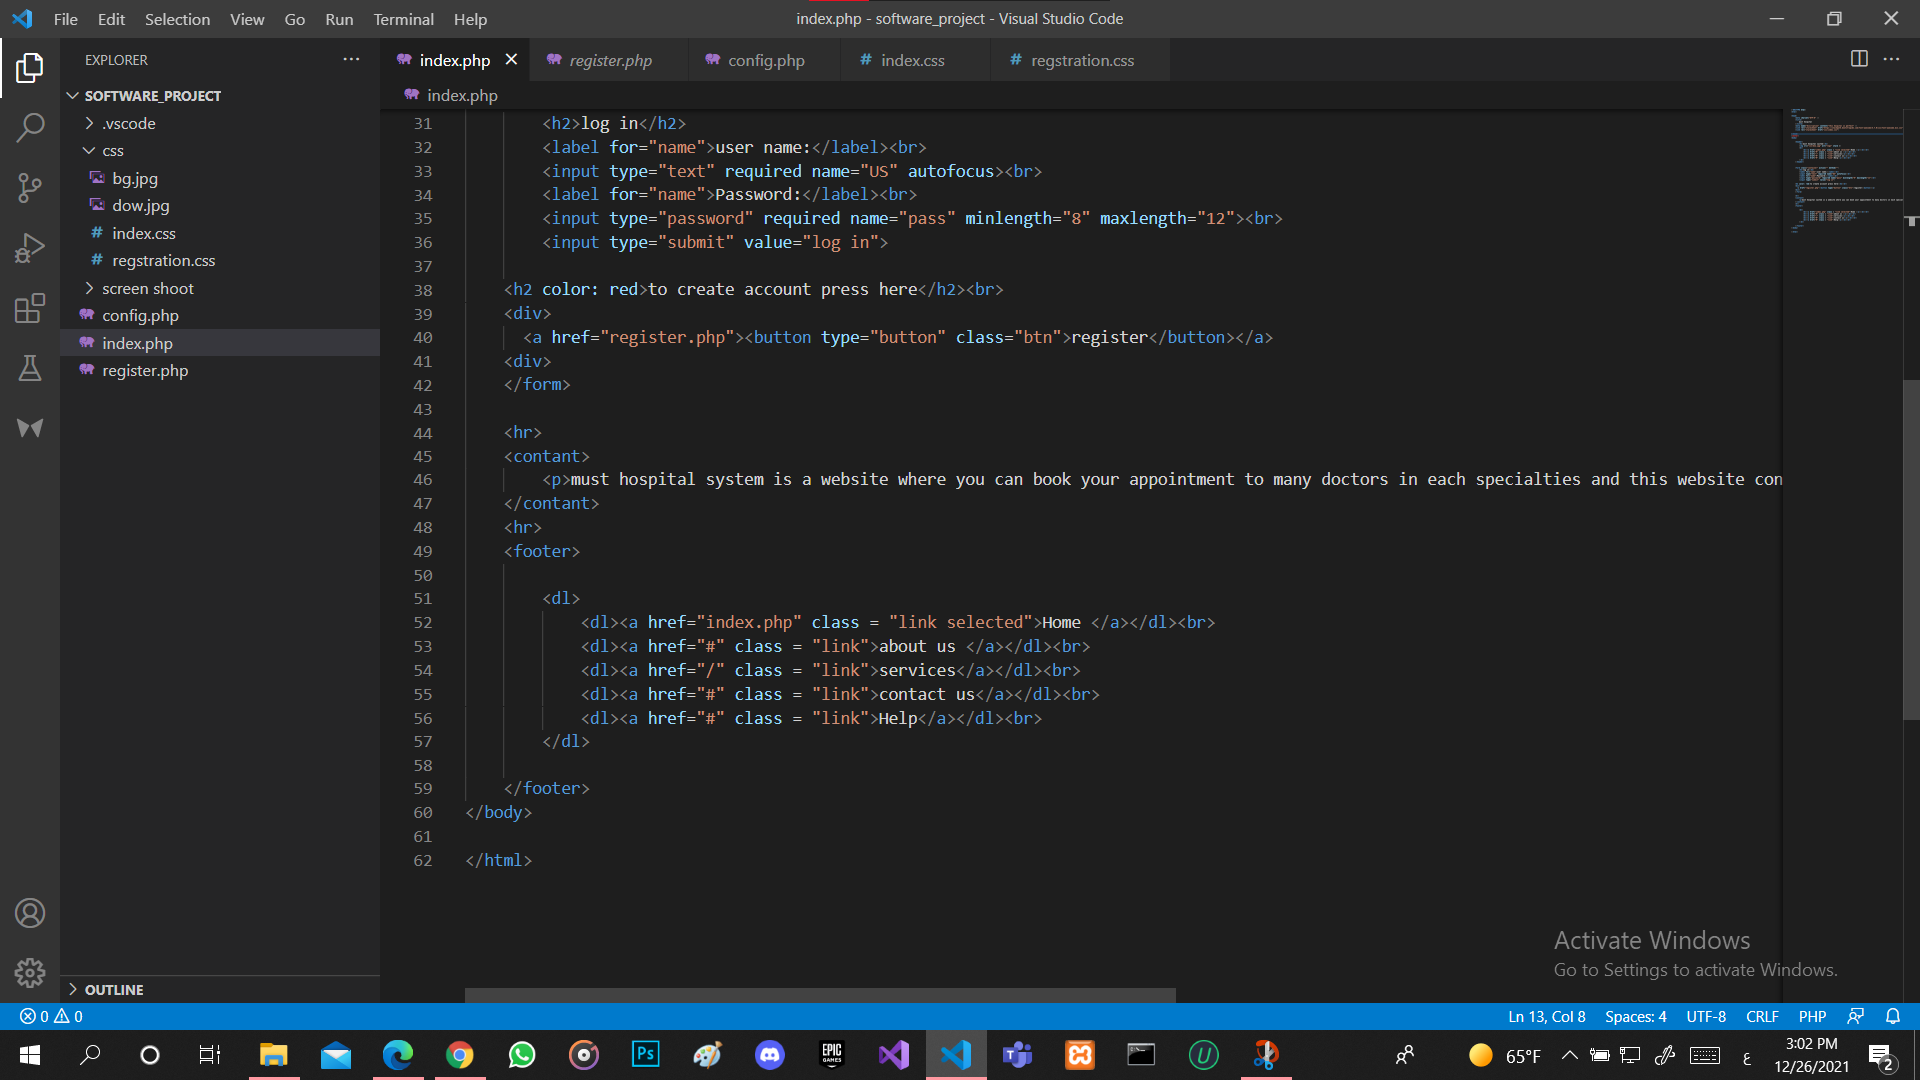 File Edit Selection View Go Run Terminal Help
index.php - software_project - Visual Studio Code
EXPLORER
index.php
register.php
config.php
# index.css
# regstration.css
SOFTWARE_PROJECT
index.php
.vscode
css
bg.jpg
dow.jpg
# index.css
# regstration.css
screen shoot
config.php
index.php
register.php
31 <h2>log in</h2>
32 <label for="name">user name:</label><br>
33 <input type="text" required name="US" autofocus><br>
34 <label for="name">Password:</label><br>
35 <input type="password" required name="pass" minlength="8" maxlength="12"><br>
36 <input type="submit" value="log in">
37
38 <h2 color: red>to create account press here</h2><br>
39 <div>
40 <a href="register.php"><button type="button" class="btn">register</button></a>
41 <div>
42 </form>
43
44 <hr>
45 <contant>
46 <p>must hospital system is a website where you can book your appointment to many doctors in each specialties and this website con
47 </contant>
48 <hr>
49 <footer>
50
51 <dl>
52 <dl><a href="index.php" class = "link selected">Home </a></dl><br>
53 <dl><a href="#" class = "link">about us </a></dl><br>
54 <dl><a href="/" class = "link">services</a></dl><br>
55 <dl><a href="#" class = "link">contact us</a></dl><br>
56 <dl><a href="#" class = "link">Help</a></dl><br>
57 </dl>
58
59 </footer>
60 </body>
61
62 </html>
Activate Windows
Go to Settings to activate Windows.
OUTLINE
0 0
Ln 13, Col 8 Spaces: 4 UTF-8 CRLF PHP
Ps
EPIC GAMES
65°F
ع
3:02 PM
12/26/2021
2